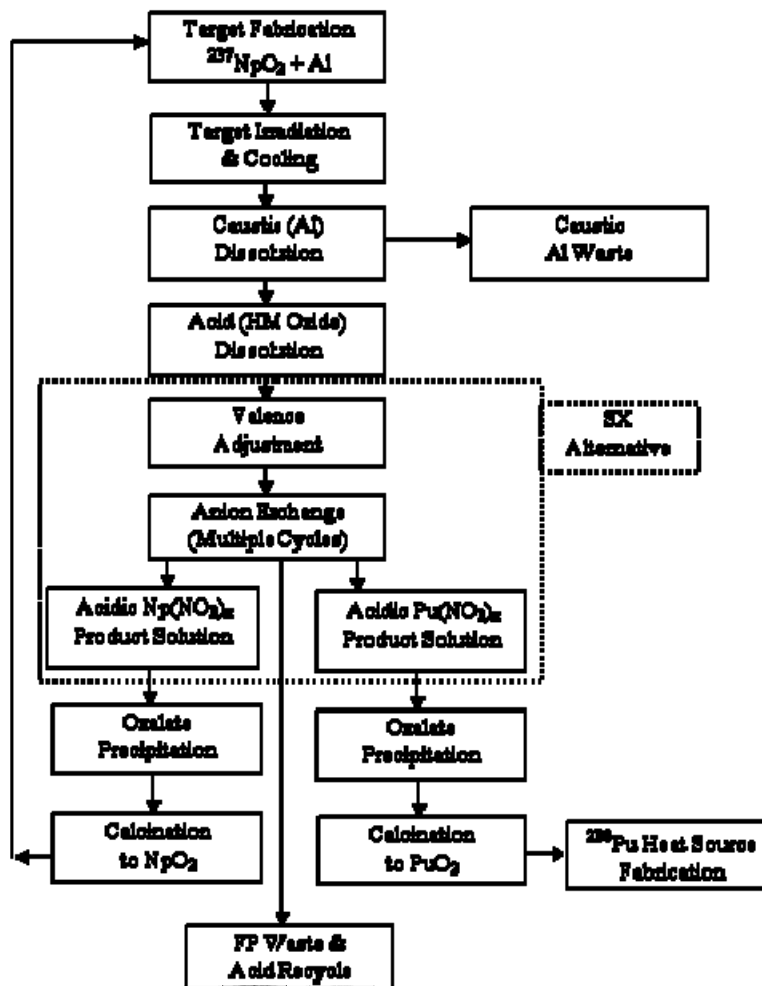 Target Fabrication
²³⁷NpO₂ + Al
Target Irradiation
& Cooling
Caustic (Al)
Dissolution
Caustic
Al Waste
Acid (HM Oxide)
Dissolution
Valence
Adjustment
SX
Alternative
Anion Exchange
(Multiple Cycles)
Acidic Np(NO₃)ₓ
Product Solution
Acidic Pu(NO₃)ₓ
Product Solution
Oxalate
Precipitation
Oxalate
Precipitation
Calcination
to NpO₂
Calcination
to PuO₂
²³⁸Pu Heat Source
Fabrication
FP Waste &
Acid Recycle